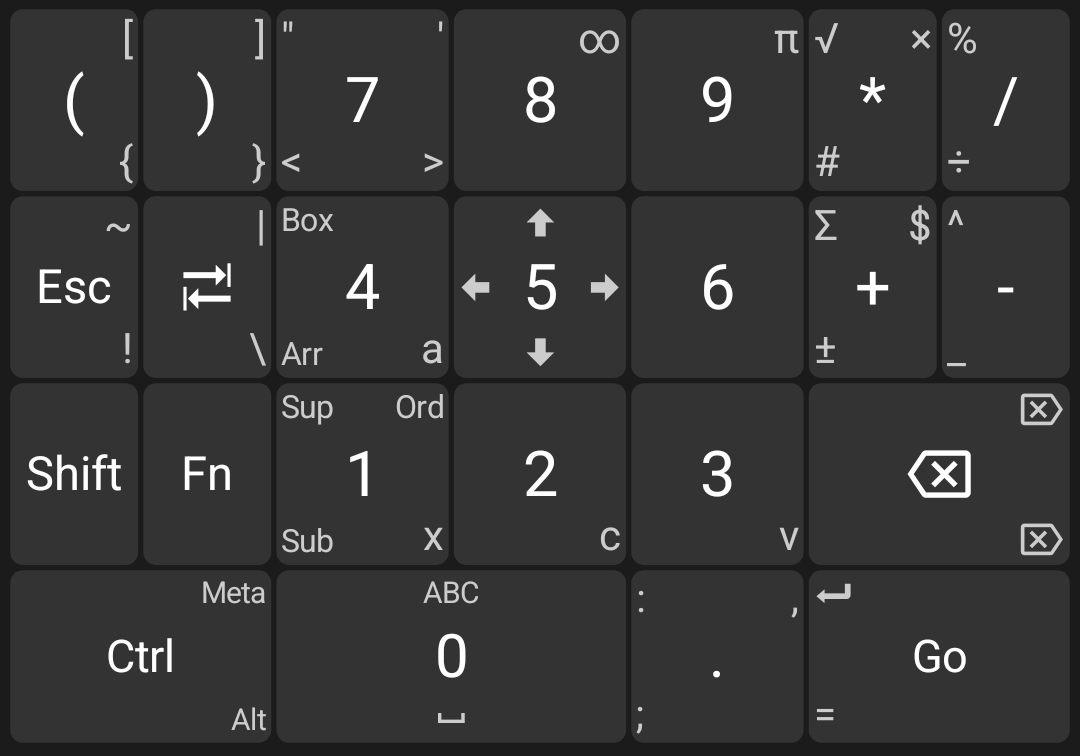 [ ] " ' ∞ π √ × %
( ) 7 8 9 * /
{ } < > # ÷
~ | Box Σ $ ^
Esc 4 5 6 + -
! \ Arr a ± _
Sup Ord
Shift Fn 1 2 3
Sub x c v
Meta ABC : ,
Ctrl 0 . Go
Alt ; =